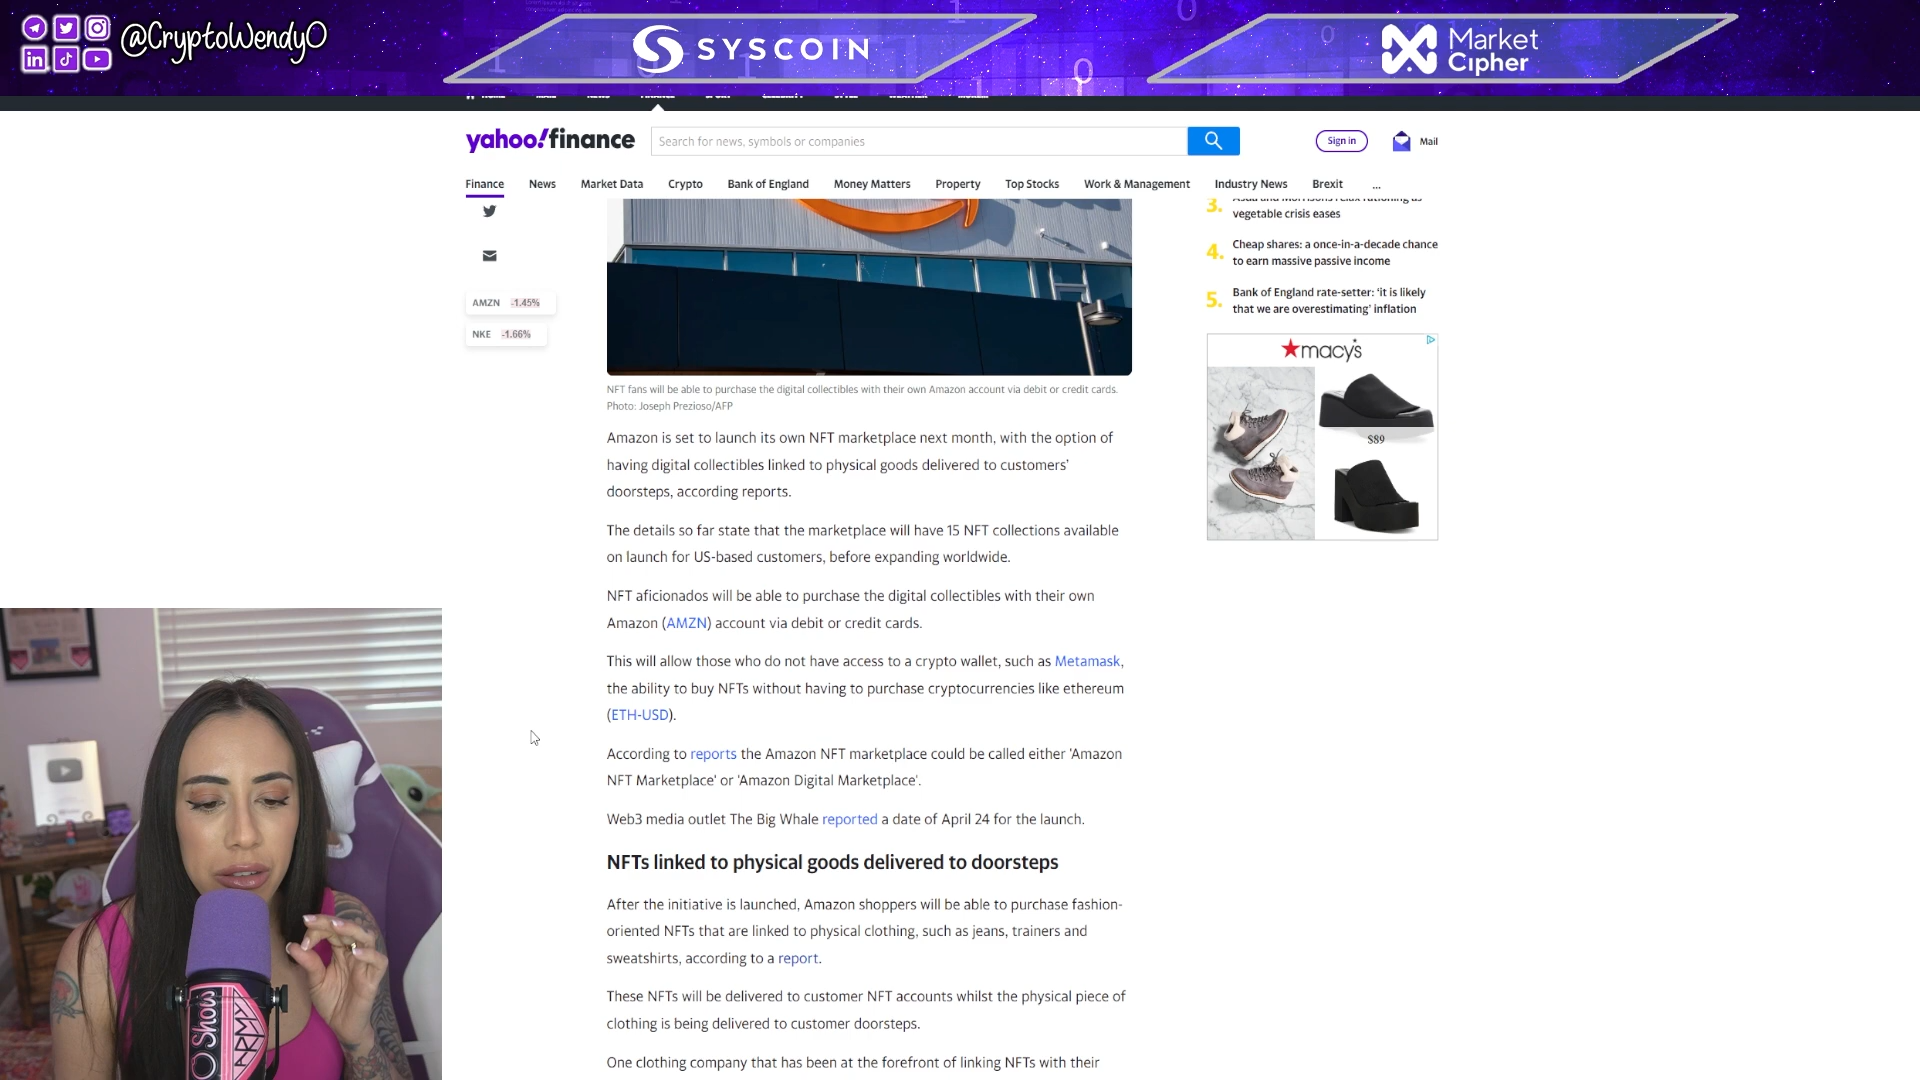 @CryptoWendyO
SYSCOIN
Market
Cipher
yahoo!finance
Search for news, symbols or companies
Sign in
Mail
Finance
News
Market Data
Crypto
Bank of England
Money Matters
Property
Top Stocks
Work & Management
Industry News
Brexit
...
AMZN -1.45%
NKE -1.66%
NFT fans will be able to purchase the digital collectibles with their own Amazon account via debit or credit cards.
Photo: Joseph Prezioso/AFP
Amazon is set to launch its own NFT marketplace next month, with the option of
having digital collectibles linked to physical goods delivered to customers'
doorsteps, according reports.
The details so far state that the marketplace will have 15 NFT collections available
on launch for US-based customers, before expanding worldwide.
NFT aficionados will be able to purchase the digital collectibles with their own
Amazon (AMZN) account via debit or credit cards.
This will allow those who do not have access to a crypto wallet, such as Metamask,
the ability to buy NFTs without having to purchase cryptocurrencies like ethereum
(ETH-USD).
According to reports the Amazon NFT marketplace could be called either 'Amazon
NFT Marketplace' or 'Amazon Digital Marketplace'.
Web3 media outlet The Big Whale reported a date of April 24 for the launch.
NFTs linked to physical goods delivered to doorsteps
After the initiative is launched, Amazon shoppers will be able to purchase fashion-
oriented NFTs that are linked to physical clothing, such as jeans, trainers and
sweatshirts, according to a report.
These NFTs will be delivered to customer NFT accounts whilst the physical piece of
clothing is being delivered to customer doorsteps.
One clothing company that has been at the forefront of linking NFTs with their
3. Asda and Morrisons relax rationing as
vegetable crisis eases
4. Cheap shares: a once-in-a-decade chance
to earn massive passive income
5. Bank of England rate-setter: 'it is likely
that we are overestimating' inflation
macy's
$89
O Show
ARMY